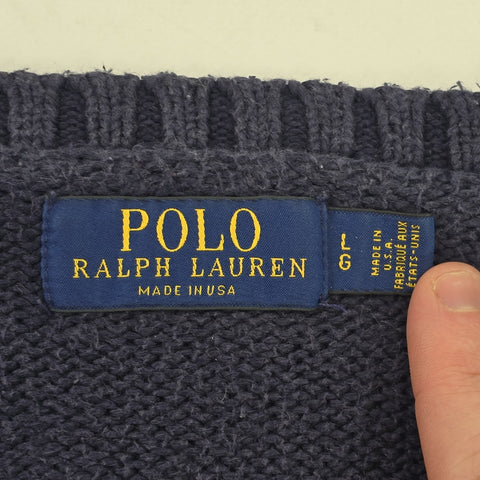 POLO
RALPH LAUREN
MADE IN USA
L
G
MADE IN
U.S.A.
FABRIQUÉ AUX
ÉTATS-UNIS